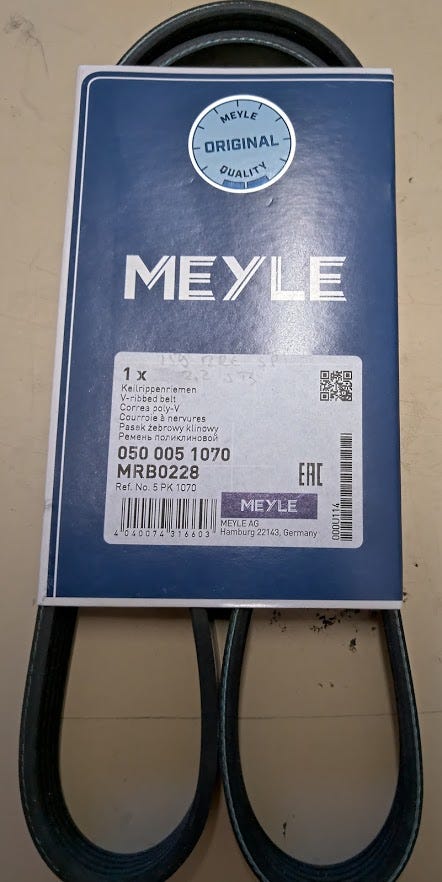 MEYLE
ORIGINAL
QUALITY
MEYLE
1 x
Keilrippenriemen
V-ribbed belt
Correa poly-V
Courroie à nervures
Pasek żebrowy klinowy
Ремень поликлиновой
050 005 1070
MRB0228
Ref. No. 5 PK 1070
EAC
MEYLE
MEYLE AG
Hamburg 22143, Germany
4 040074 316603
000U114